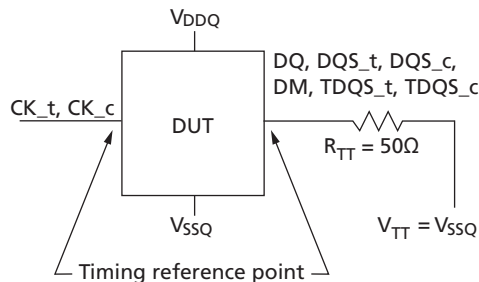 VDDQ
DQ, DQS_t, DQS_c,
DM, TDQS_t, TDQS_c
CK_t, CK_c
DUT
RTT = 50Ω
VSSQ
VTT = VSSQ
Timing reference point